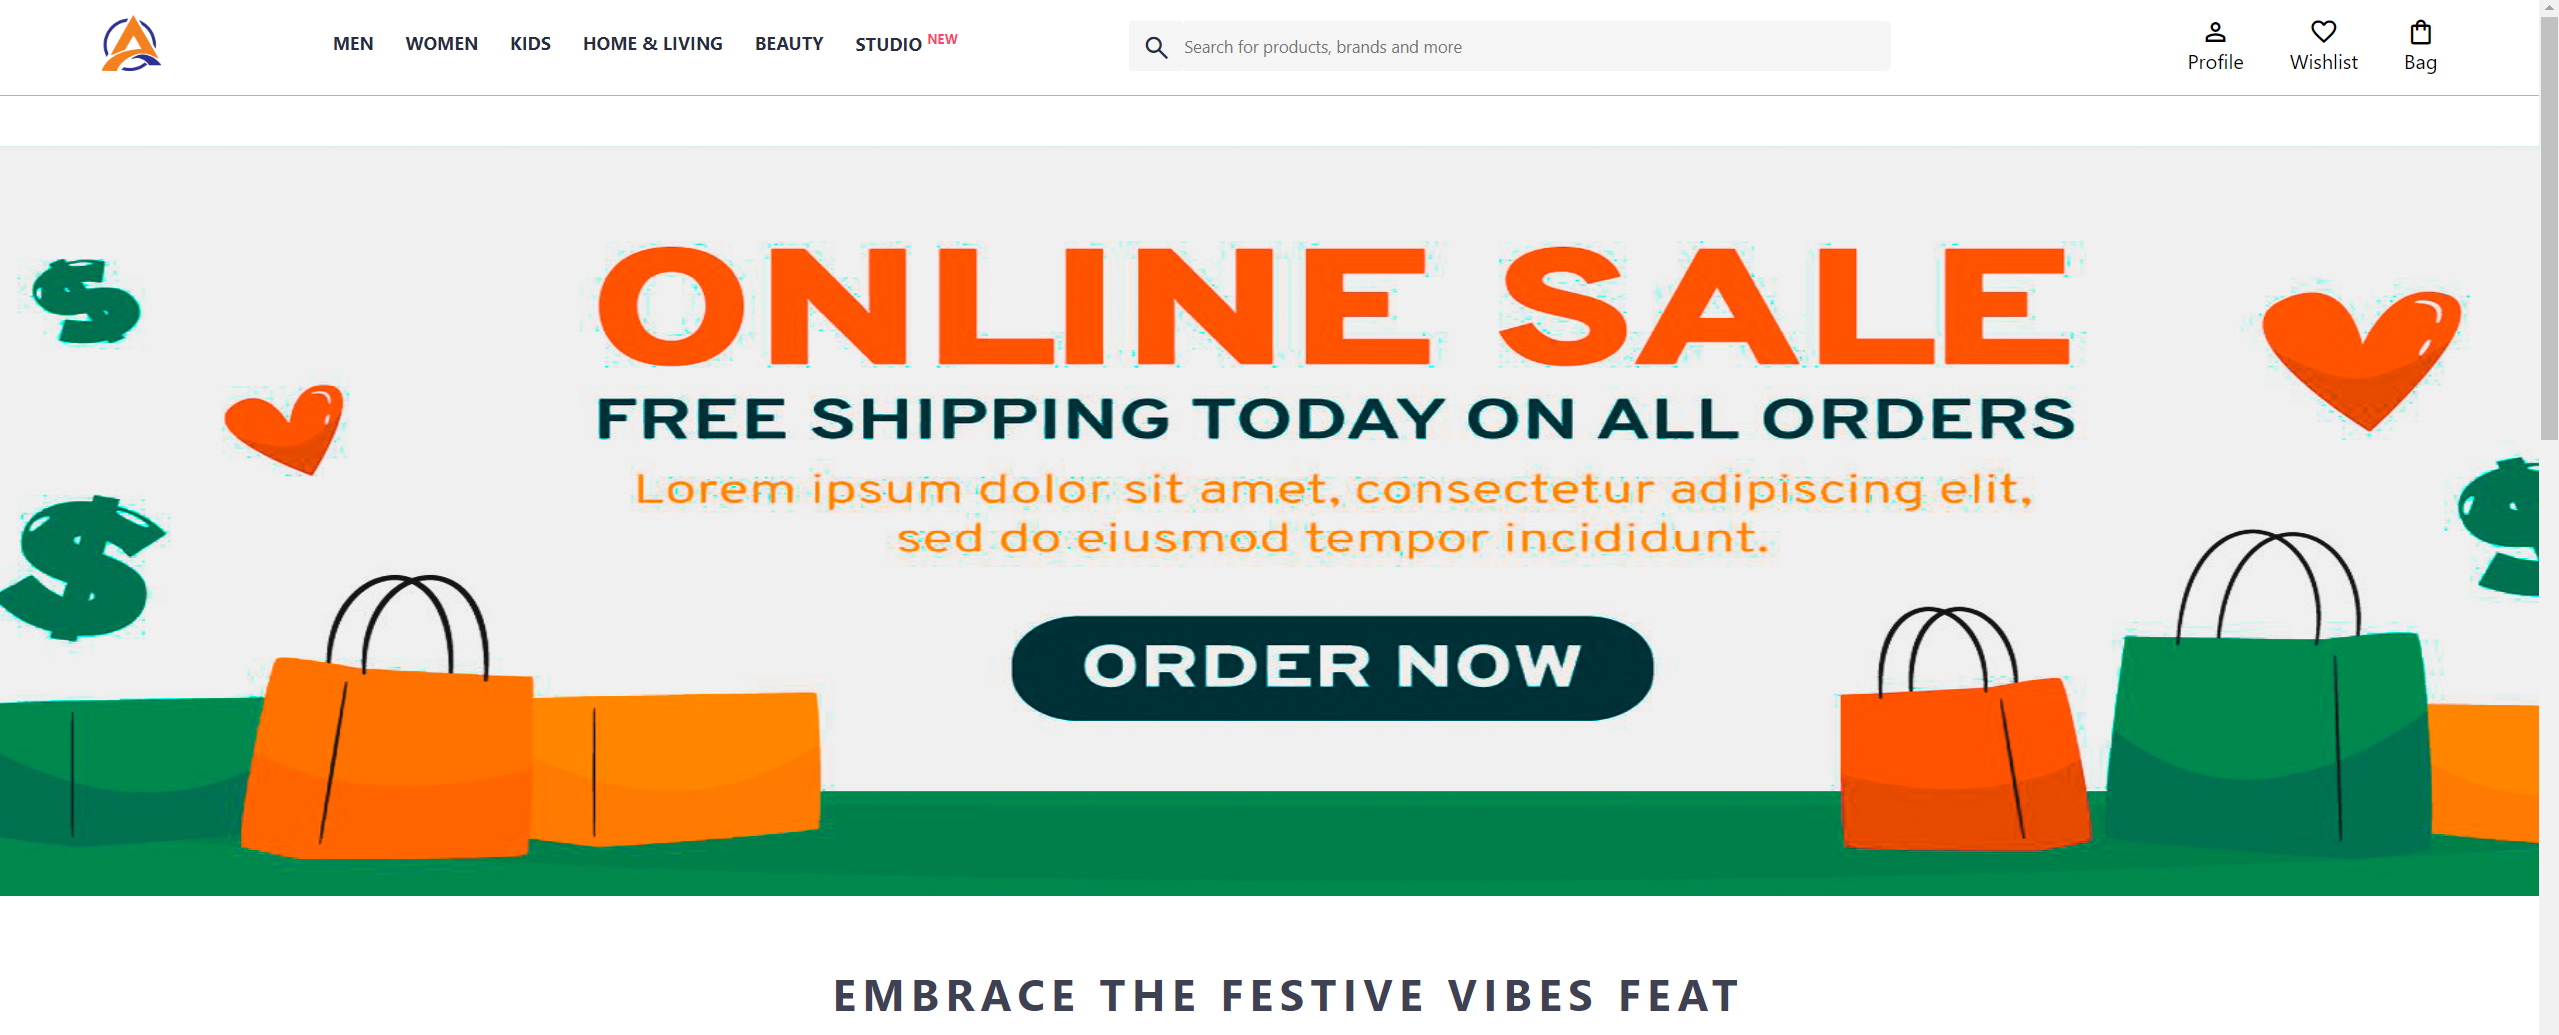 MEN WOMEN KIDS HOME & LIVING BEAUTY STUDIO NEW
Search for products, brands and more
Profile Wishlist Bag
ONLINE SALE
FREE SHIPPING TODAY ON ALL ORDERS
Lorem ipsum dolor sit amet, consectetur adipiscing elit,
sed do eiusmod tempor incididunt.
ORDER NOW
EMBRACE THE FESTIVE VIBES FEAT